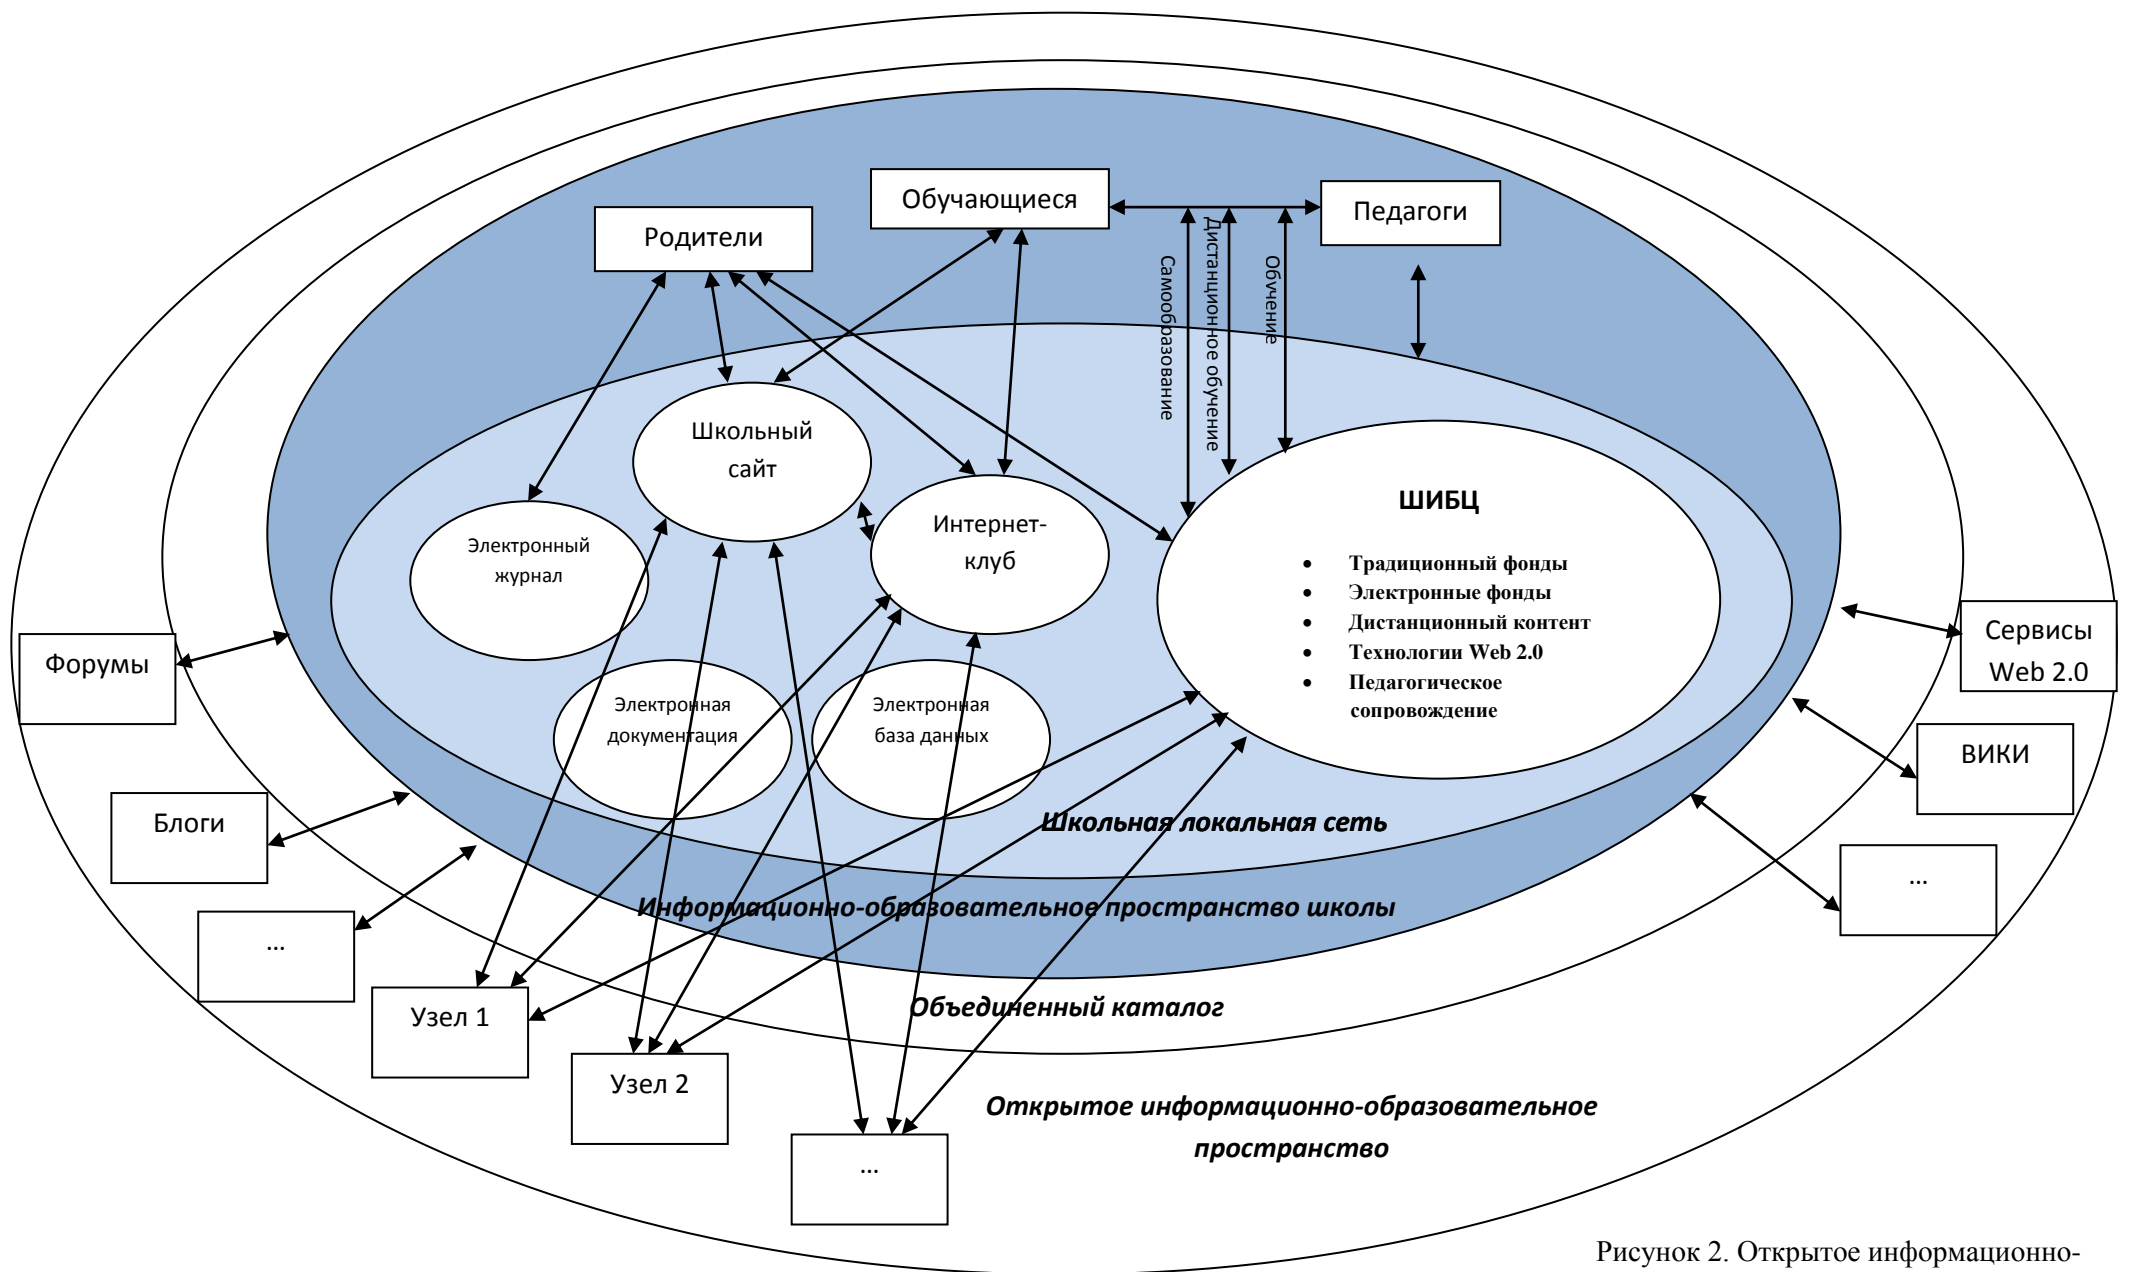 Обучающиеся
Педагоги
Родители
Самообразование
Дистанционное обучение
Обучение
Школьный
сайт
Интернет-
клуб
Электронный
журнал
ШИБЦ
• Традиционный фонды
• Электронные фонды
• Дистанционный контент
• Технологии Web 2.0
• Педагогическое
сопровождение
Форумы
Сервисы
Web 2.0
Электронная
документация
Электронная
база данных
ВИКИ
Блоги
Школьная локальная сеть
...
...
Информационно-образовательное пространство школы
Узел 1
Объединенный каталог
Узел 2
Открытое информационно-образовательное
пространство
...
Рисунок 2. Открытое информационно-